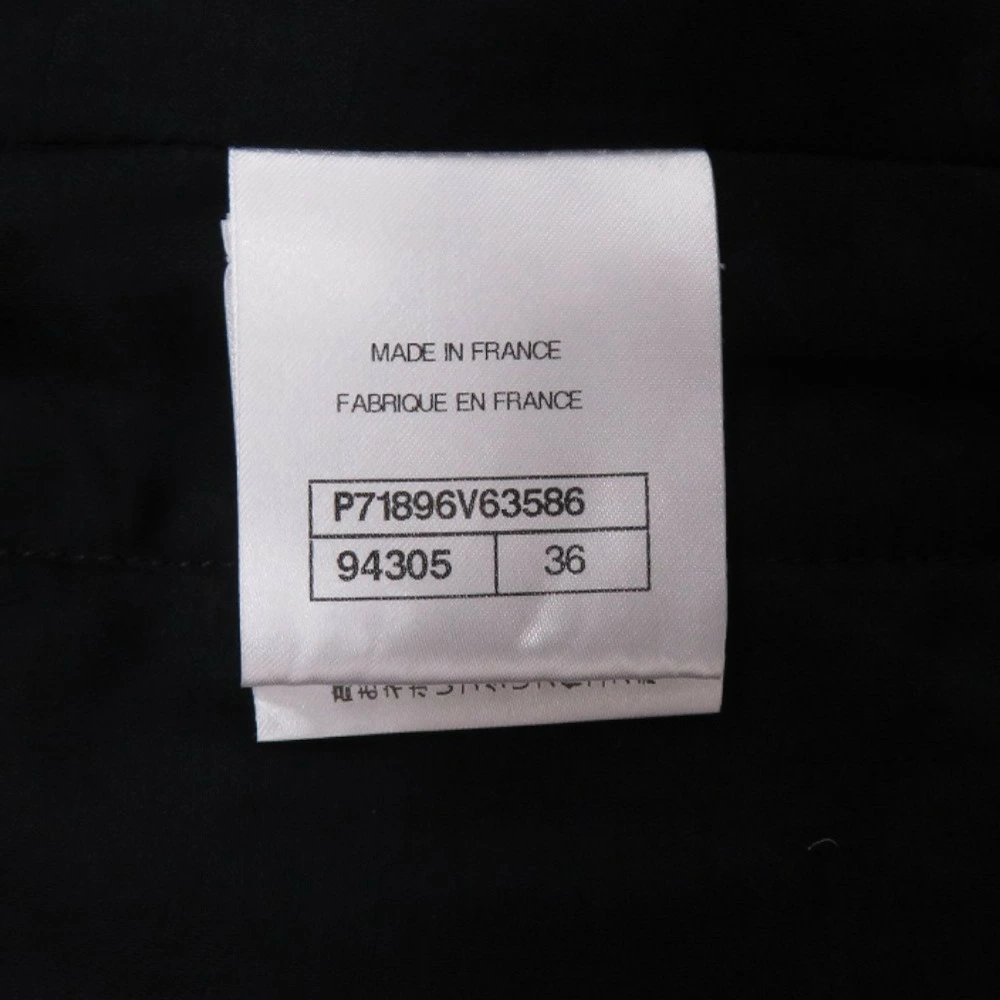 MADE IN FRANCE
FABRIQUE EN FRANCE
P71896V63586
94305 36